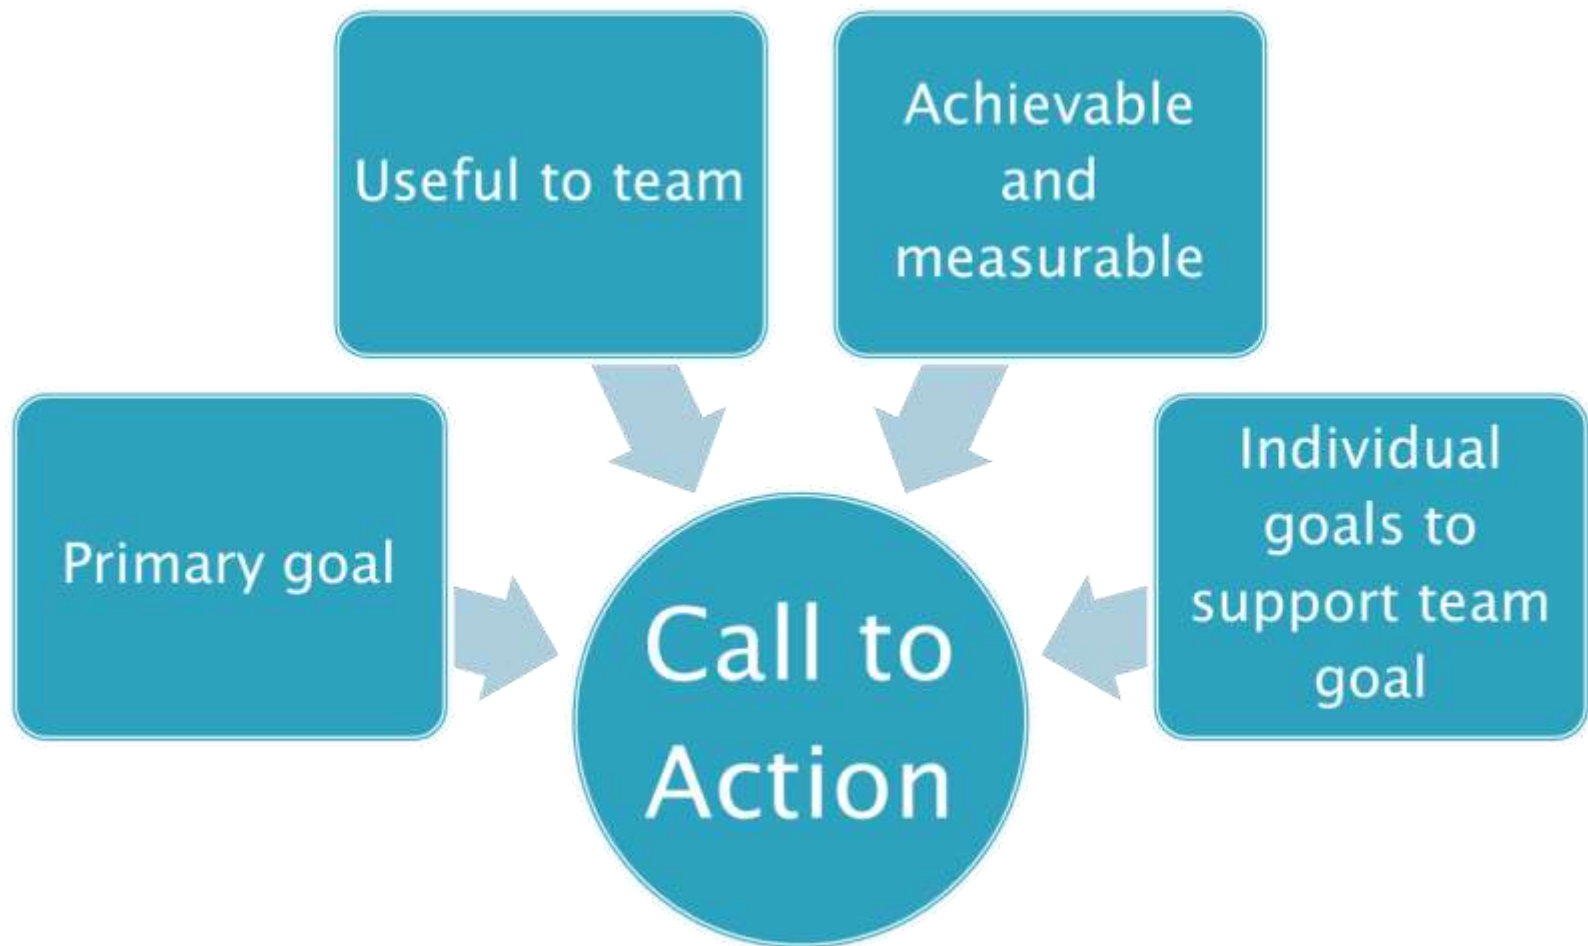 Useful to team
Achievable
and
measurable
Primary goal
Individual
goals to
support team
goal
Call to
Action